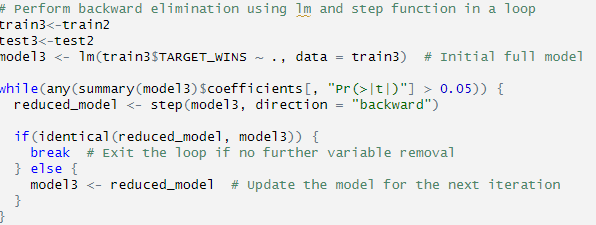 # Perform backward elimination using lm and step function in a loop
train3<-train2
test3<-test2
model3 <- lm(train3$TARGET_WINS ~ ., data = train3)  # Initial full model

while(any(summary(model3)$coefficients[, "Pr(>|t|)"] > 0.05)) {
  reduced_model <- step(model3, direction = "backward")

  if(identical(reduced_model, model3)) {
    break  # Exit the loop if no further variable removal
  } else {
    model3 <- reduced_model  # Update the model for the next iteration
  }
}